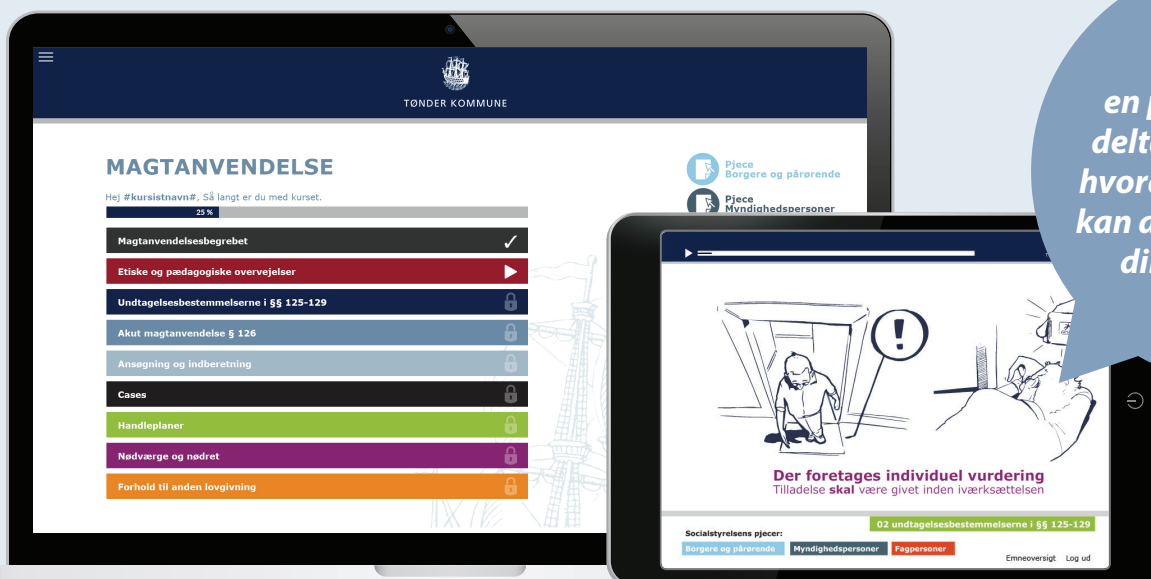 TØNDER KOMMUNE
MAGTANVENDELSE
Hej #kursistnavn#, Så langt er du med kurset.
25 %
Magtanvendelsesbegrebet
Etiske og pædagogiske overvejelser
Undtagelsesbestemmelserne i §§ 125-129
Akut magtanvendelse § 126
Ansøgning og indberetning
Cases
Handleplaner
Nødværge og nødret
Forhold til anden lovgivning
Pjece
Borgere og pårørende
Pjece
Myndighedspersoner
en
kan
!
Der foretages individuel vurdering
Tilladelse skal være givet inden iværksættelsen
02 undtagelsesbestemmelserne i §§ 125-129
Socialstyrelsens pjecer:
Borgere og pårørende Myndighedspersoner Fagpersoner
Emneoversigt Log ud